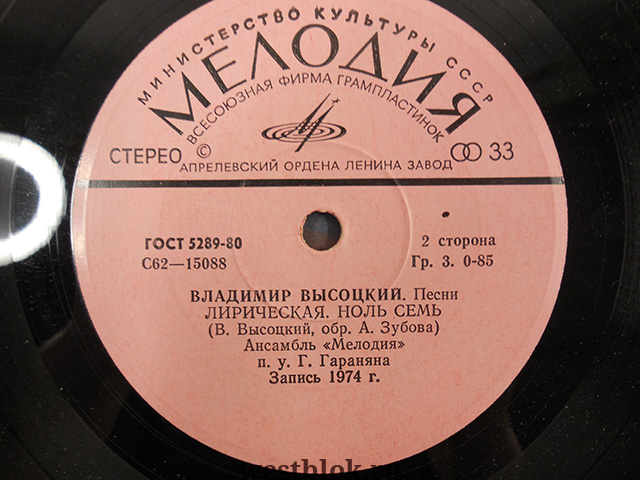 МИНИСТЕРСТВО КУЛЬТУРЫ СССР
МЕЛОДИЯ
ВСЕСОЮЗНАЯ ФИРМА ГРАМПЛАСТИНОК
СТЕРЕО © 33
АПРЕЛЕВСКИЙ ОРДЕНА ЛЕНИНА ЗАВОД
ГОСТ 5289-80 2 сторона
С62—15088 Гр. 3. 0-85
ВЛАДИМИР ВЫСОЦКИЙ. Песни
ЛИРИЧЕСКАЯ. НОЛЬ СЕМЬ
(В. Высоцкий, обр. А. Зубова)
Ансамбль «Мелодия»
п. у. Г. Гараняна
Запись 1974 г.